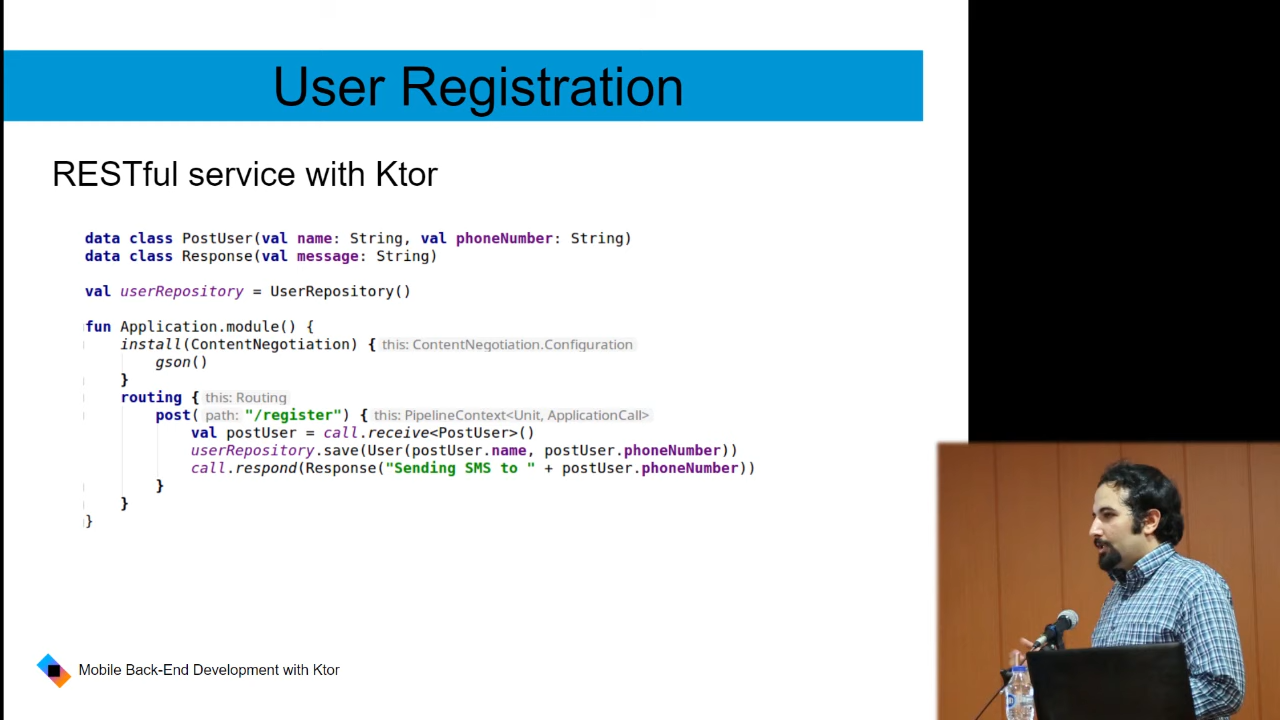 User Registration
RESTful service with Ktor
data class PostUser(val name: String, val phoneNumber: String)
data class Response(val message: String)
val userRepository = UserRepository()
fun Application.module() {
install(ContentNegotiation) { this: ContentNegotiation.Configuration
gson()
}
routing { this: Routing
post( path: "/register") { this: PipelineContext<Unit, ApplicationCall>
val postUser = call.receive<PostUser>()
userRepository.save(User(postUser.name, postUser.phoneNumber))
call.respond(Response("Sending SMS to " + postUser.phoneNumber))
}
}
}
Mobile Back-End Development with Ktor